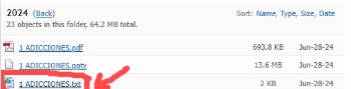 2024 (Back) Sort: Name, Type, Size, Date
23 objects in this folder, 64.2 MB total.
1 ADICCIONES.pdf 693.8 KB Jun-28-24
1 ADICCIONES.pptx 13.6 MB Jun-28-24
1 ADICCIONES.txt 2 KB Jun-28-24